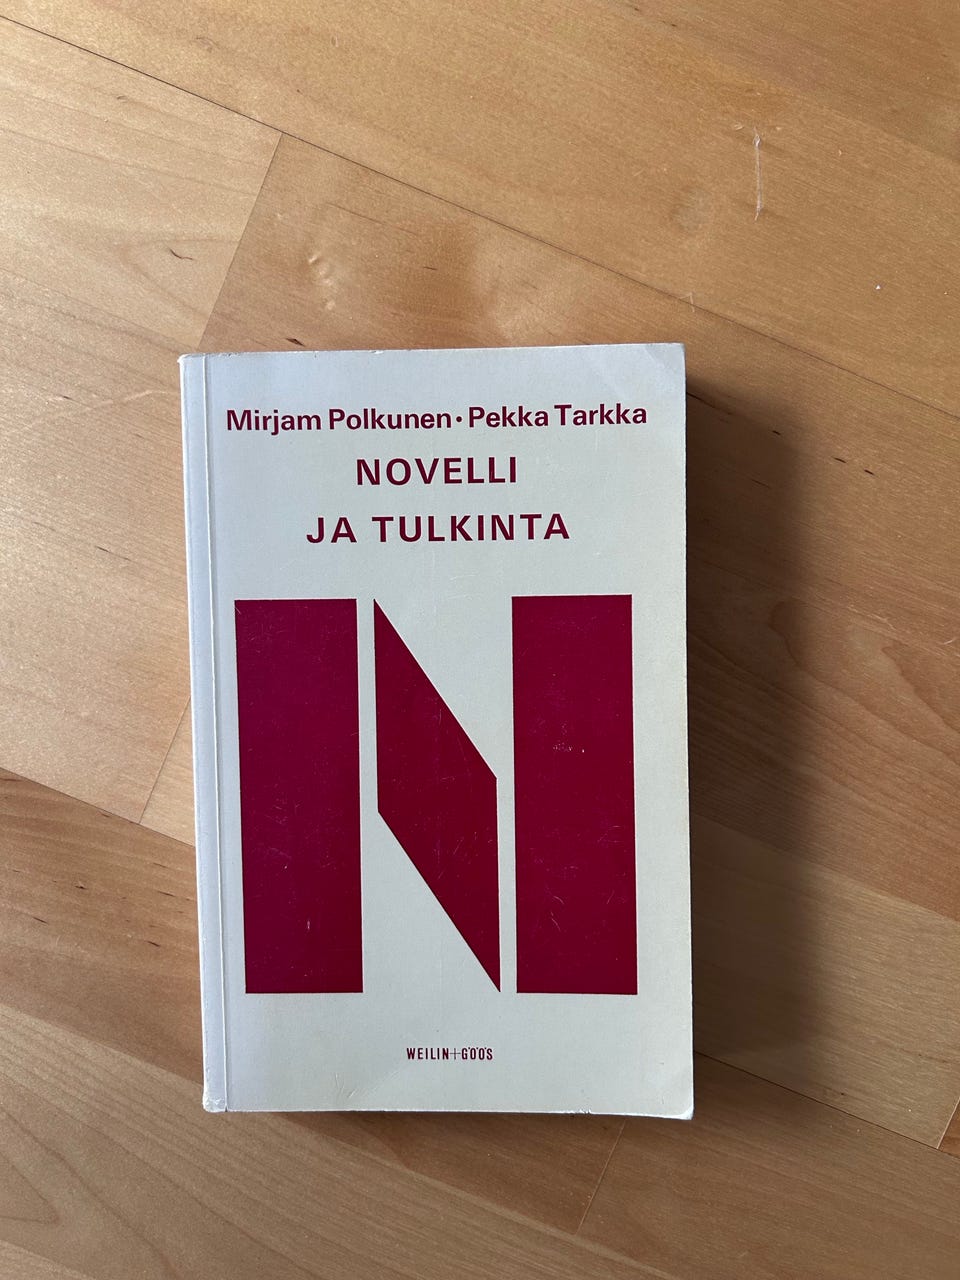 Mirjam Polkunen • Pekka Tarkka
NOVELLI
JA TULKINTA
N
WEILIN+GÖÖS